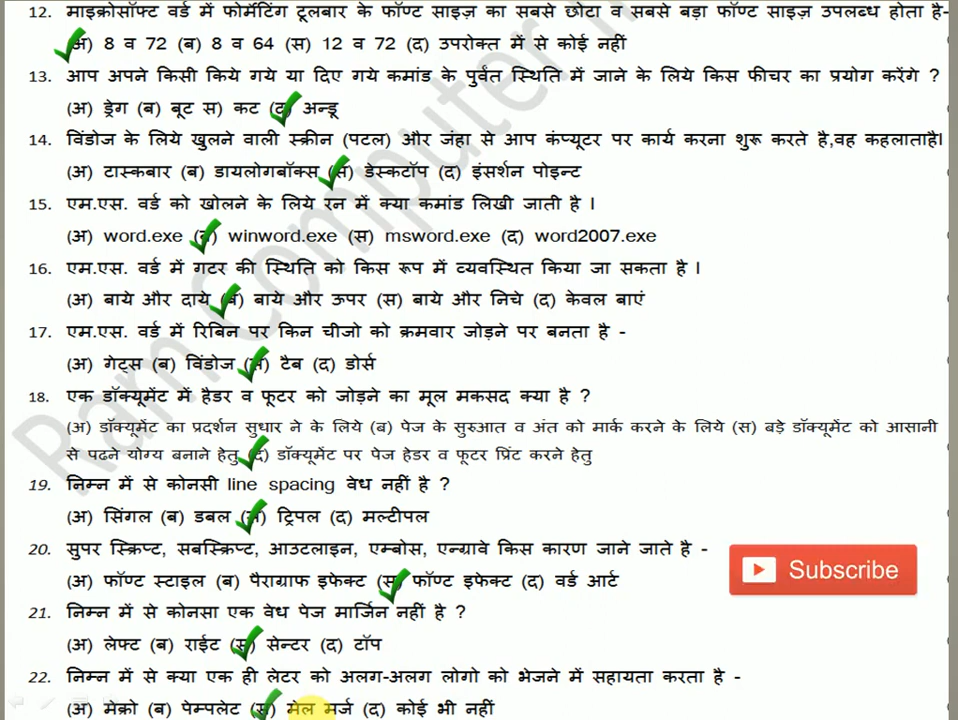 12. माइक्रोसॉफ्ट वर्ड में फोर्मेटिंग टूलबार के फॉण्ट साइज़ का सबसे छोटा व सबसे बड़ा फॉण्ट साइज़ उपलब्ध होता है-
(अ) 8 व 72 (ब) 8 व 64 (स) 12 व 72 (द) उपरोक्त में से कोई नहीं
13. आप अपने किसी किये गये या दिए गये कमांड के पुर्वत स्थिति में जाने के लिये किस फीचर का प्रयोग करेंगे ?
(अ) ड्रेग (ब) बूट स) कट (द) अन्डू
14. विंडोज के लिये खुलने वाली स्क्रीन (पटल) और जंहा से आप कंप्यूटर पर कार्य करना शुरू करते है,वह कहलाताहै।
(अ) टास्कबार (ब) डायलोगबॉक्स (स) डेस्कटॉप (द) इंसर्शन पोइन्ट
15. एम.एस. वर्ड को खोलने के लिये रन में क्या कमांड लिखी जाती है ।
(अ) word.exe (ब) winword.exe (स) msword.exe (द) word2007.exe
16. एम.एस. वर्ड में गटर की स्थिति को किस रूप में व्यवस्थित किया जा सकता है ।
(अ) बाये और दाये (ब) बाये और ऊपर (स) बाये और निचे (द) केवल बाएं
17. एम.एस. वर्ड में रिबिन पर किन चीजो को क्रमवार जोड़ने पर बनता है -
(अ) गेट्स (ब) विंडोज (स) टैब (द) डोर्स
18. एक डॉक्यूमेंट में हैडर व फूटर को जोड़ने का मूल मकसद क्या है ?
(अ) डॉक्यूमेंट का प्रदर्शन सुधार ने के लिये (ब) पेज के सुरुआत व अंत को मार्क करने के लिये (स) बड़े डॉक्यूमेंट को आसानी
से पढने योग्य बनाने हेतु (द) डॉक्यूमेंट पर पेज हेडर व फूटर प्रिंट करने हेतु
19. निम्न में से कोनसी line spacing वेध नहीं है ?
(अ) सिंगल (ब) डबल (स) ट्रिपल (द) मल्टीपल
20. सुपर स्क्रिप्ट, सबस्क्रिप्ट, आउटलाइन, एम्बोस, एन्ग्रावे किस कारण जाने जाते है -
(अ) फॉण्ट स्टाइल (ब) पैराग्राफ इफेक्ट (स) फॉण्ट इफेक्ट (द) वर्ड आर्ट
Subscribe
21. निम्न में से कोनसा एक वेध पेज मार्जिन नहीं है ?
(अ) लेफ्ट (ब) राईट (स) सेन्टर (द) टॉप
22. निम्न में से क्या एक ही लेटर को अलग-अलग लोगो को भेजने में सहायता करता है -
(अ) मेक्रो (ब) पेम्पलेट (स) मेल मर्ज (द) कोई भी नहीं
Ram Computer